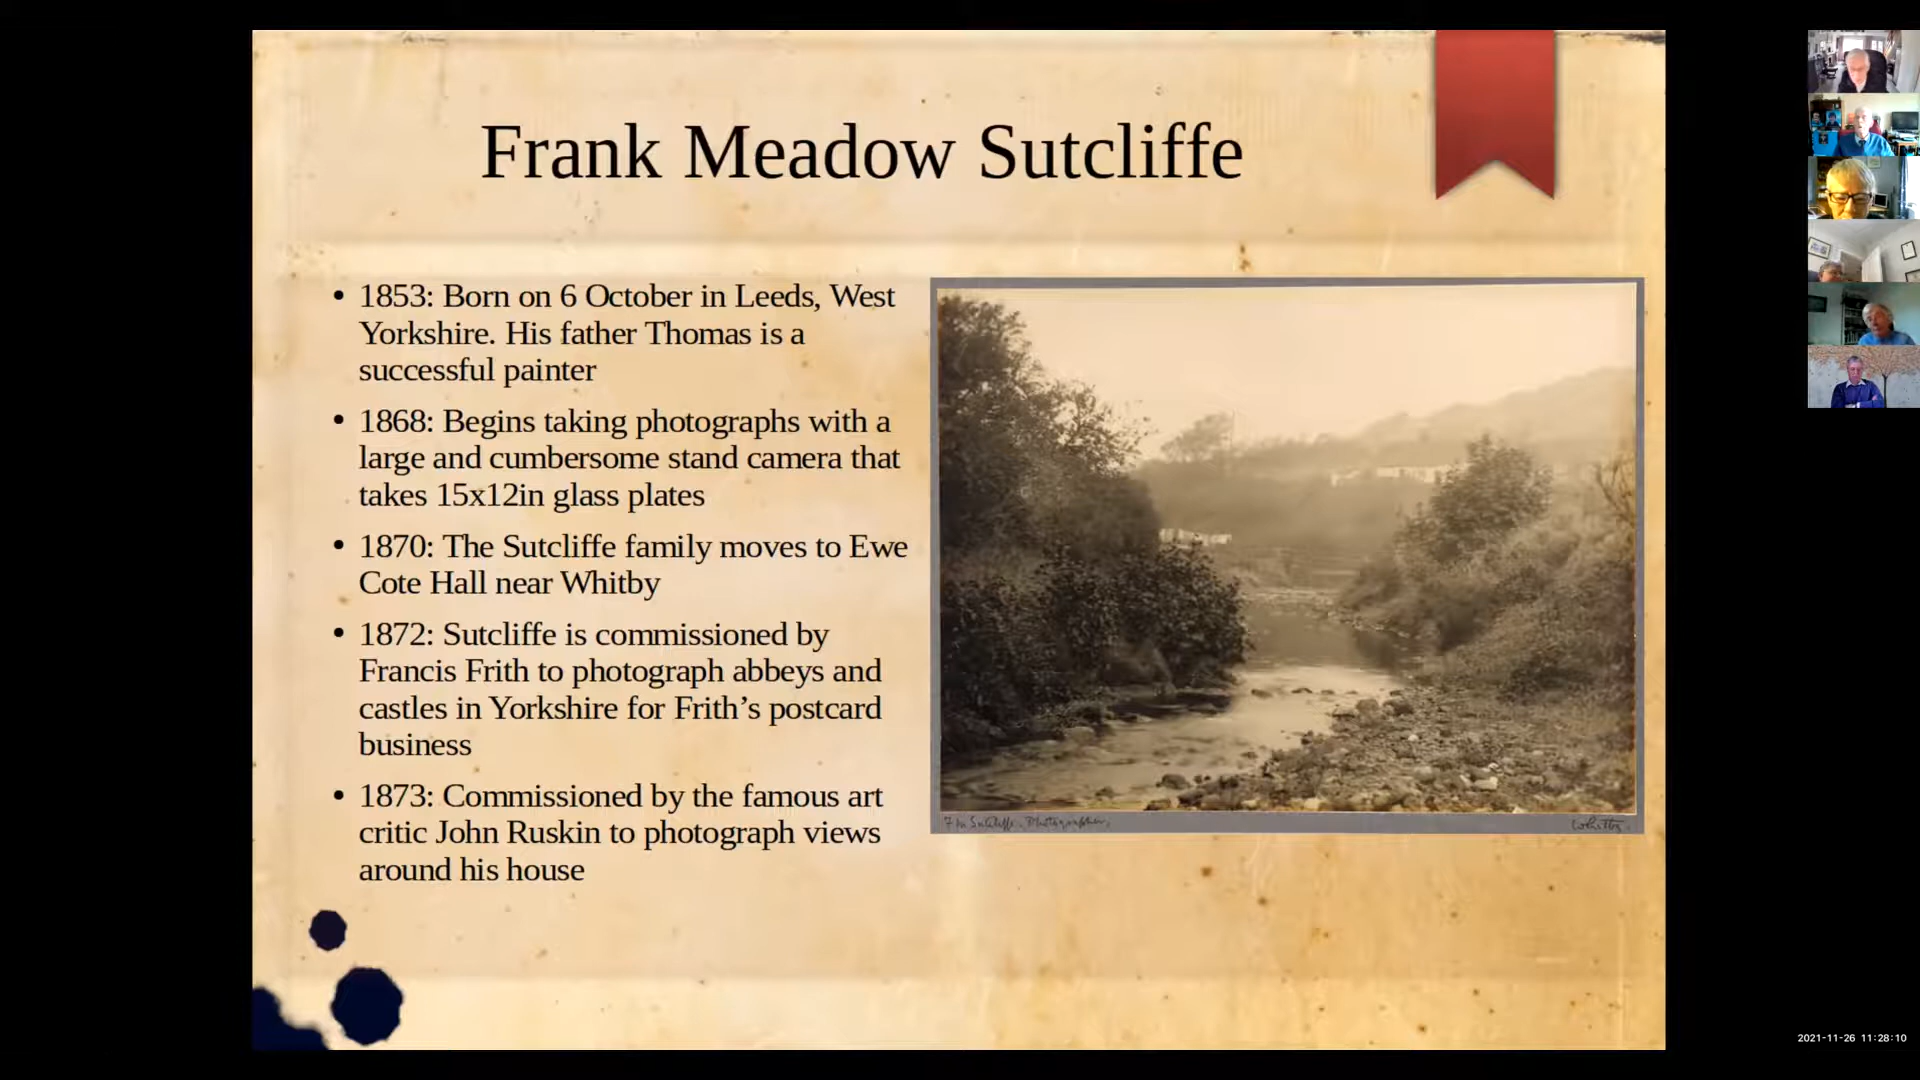 Frank Meadow Sutcliffe
• 1853: Born on 6 October in Leeds, West
Yorkshire. His father Thomas is a
successful painter
• 1868: Begins taking photographs with a
large and cumbersome stand camera that
takes 15x12in glass plates
• 1870: The Sutcliffe family moves to Ewe
Cote Hall near Whitby
• 1872: Sutcliffe is commissioned by
Francis Frith to photograph abbeys and
castles in Yorkshire for Frith’s postcard
business
• 1873: Commissioned by the famous art
critic John Ruskin to photograph views
around his house
F M Sutcliffe. Photographer,
Whitby.
2021-11-26 11:28:10